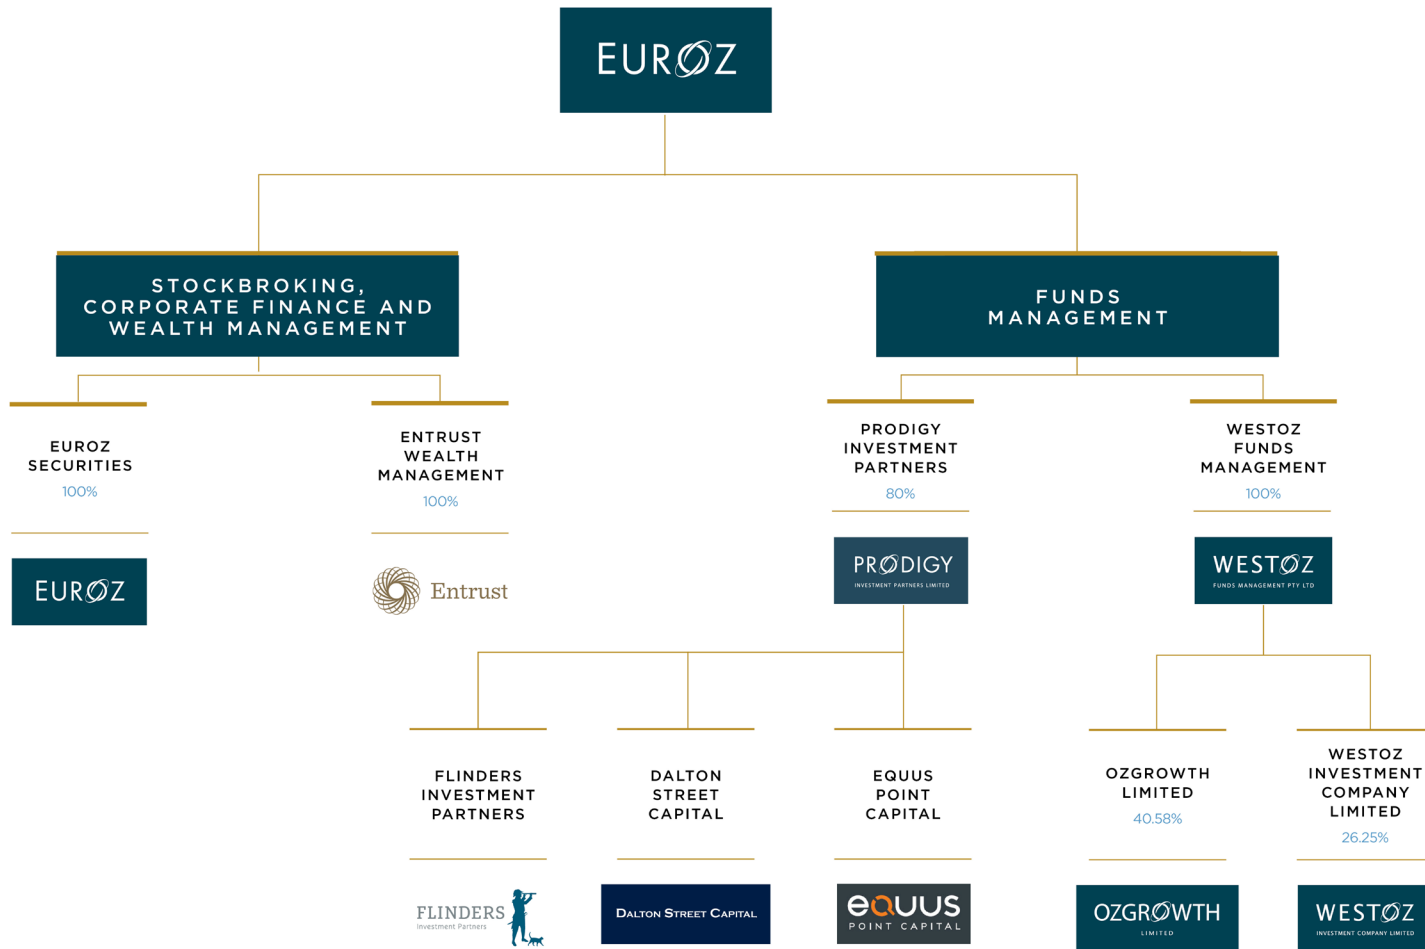 EUROZ
STOCKBROKING,
CORPORATE FINANCE AND
WEALTH MANAGEMENT
FUNDS
MANAGEMENT
EUROZ
SECURITIES
100%
EUROZ
ENTRUST
WEALTH
MANAGEMENT
100%
Entrust
PRODIGY
INVESTMENT
PARTNERS
80%
PRODIGY
INVESTMENT PARTNERS LIMITED
WESTOZ
FUNDS
MANAGEMENT
100%
WESTOZ
FUNDS MANAGEMENT PTY LTD
FLINDERS
INVESTMENT
PARTNERS
FLINDERS
Investment Partners
DALTON
STREET
CAPITAL
DALTON STREET CAPITAL
EQUUS
POINT
CAPITAL
eQUUS
POINT CAPITAL
OZGROWTH
LIMITED
40.58%
OZGROWTH
LIMITED
WESTOZ
INVESTMENT
COMPANY
LIMITED
26.25%
WESTOZ
INVESTMENT COMPANY LIMITED